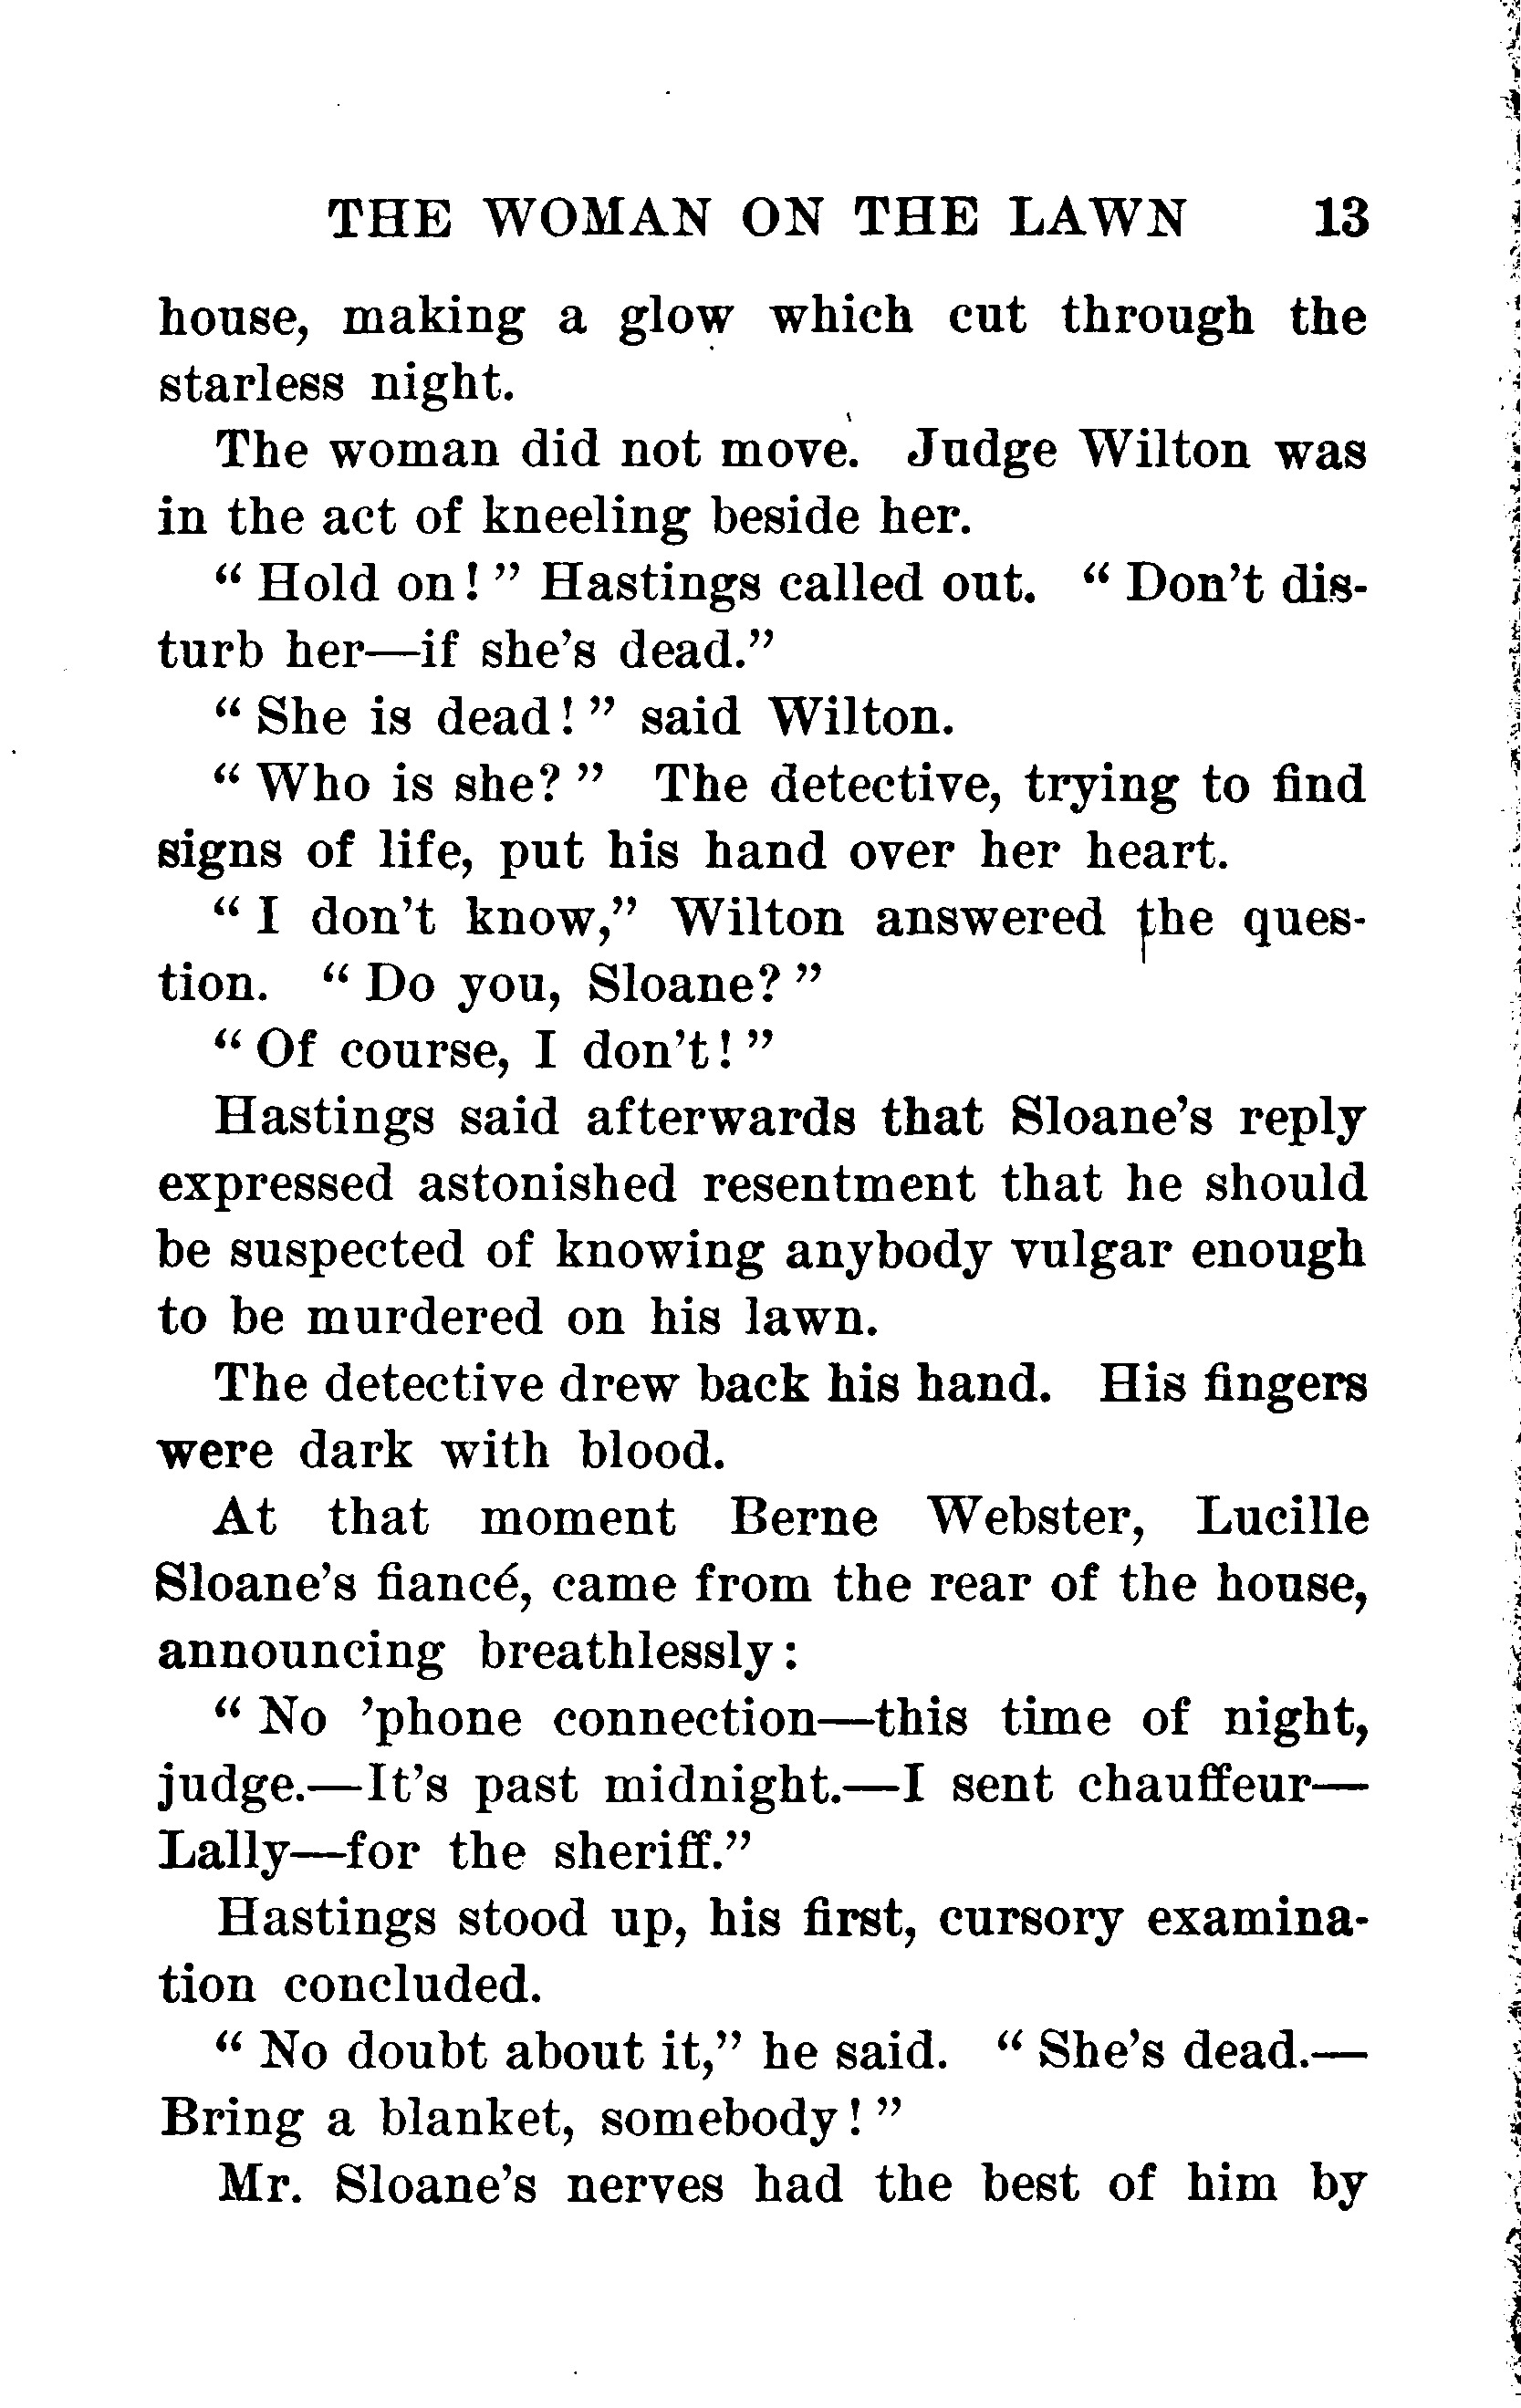 THE WOMAN ON THE LAWN 13
house, making a glow which cut through the
starless night.
The woman did not move. Judge Wilton was
in the act of kneeling beside her.
“ Hold on! ” Hastings called out. “ Don’t dis-
turb her—if she’s dead.”
“ She is dead! ” said Wilton.
“ Who is she? ” The detective, trying to find
signs of life, put his hand over her heart.
“ I don’t know,” Wilton answered the ques-
tion. “ Do you, Sloane? ”
“ Of course, I don’t! ”
Hastings said afterwards that Sloane’s reply
expressed astonished resentment that he should
be suspected of knowing anybody vulgar enough
to be murdered on his lawn.
The detective drew back his hand. His fingers
were dark with blood.
At that moment Berne Webster, Lucille
Sloane’s fiancé, came from the rear of the house,
announcing breathlessly:
“ No ’phone connection—this time of night,
judge.—It’s past midnight.—I sent chauffeur—
Lally—for the sheriff.”
Hastings stood up, his first, cursory examina-
tion concluded.
“ No doubt about it,” he said. “ She’s dead.—
Bring a blanket, somebody! ”
Mr. Sloane’s nerves had the best of him by